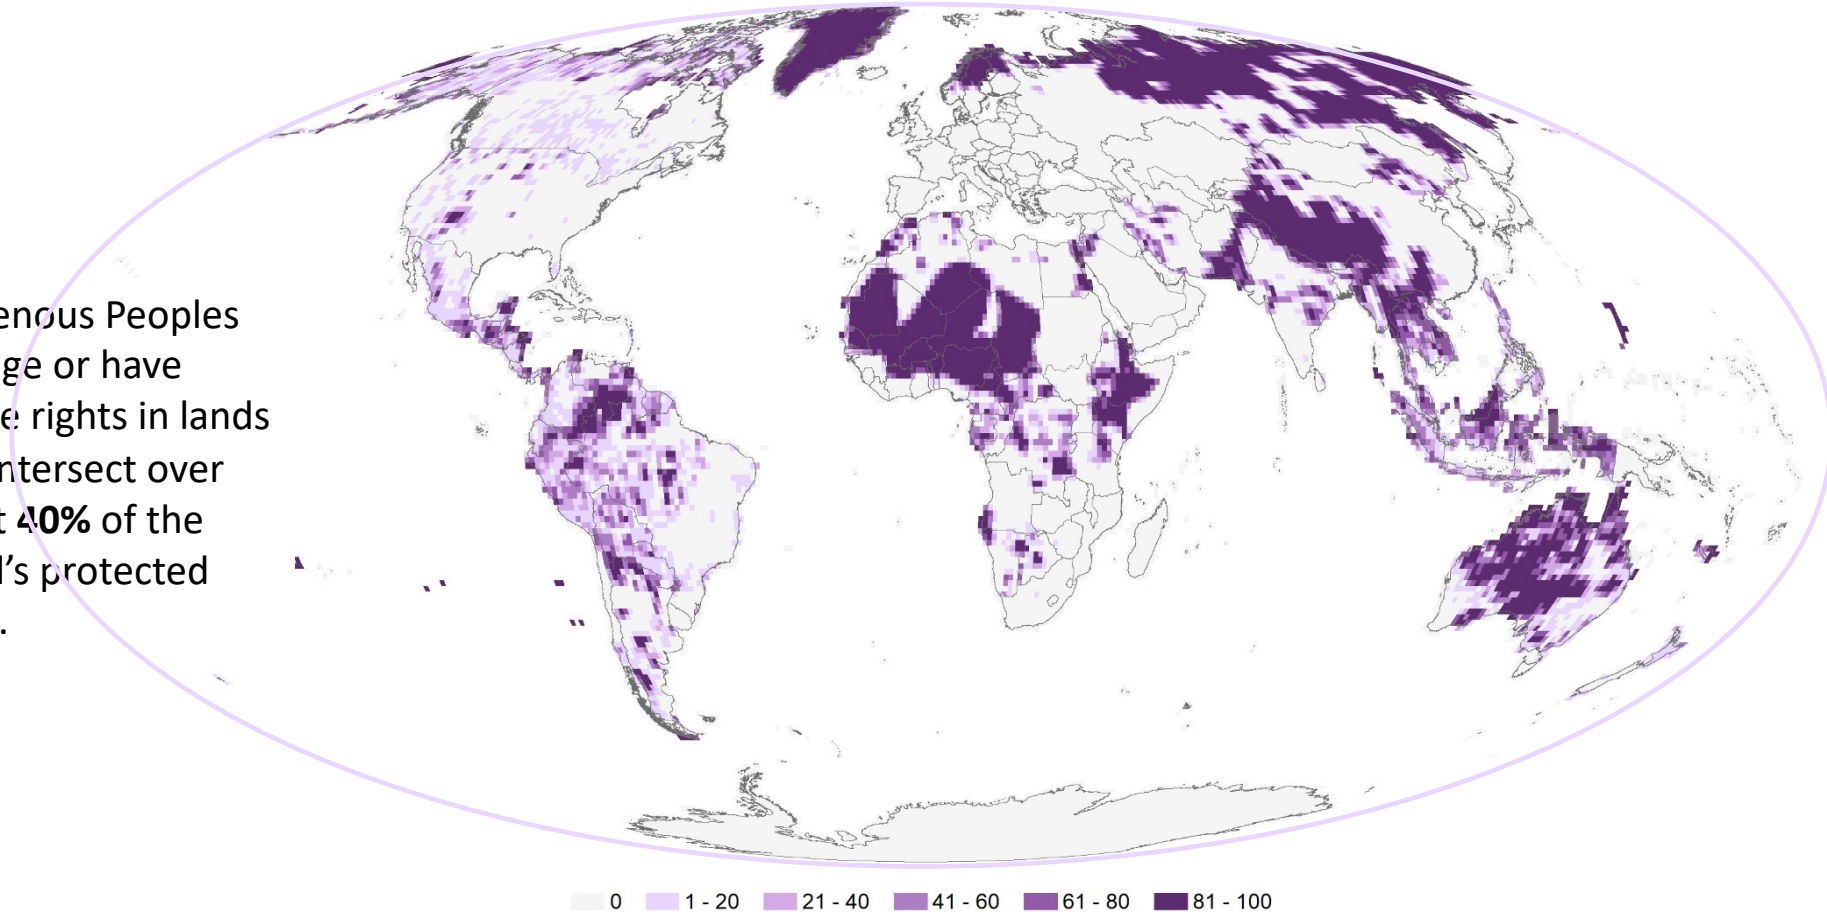 enous Peoples
ge or have
e rights in lands
ntersect over
t 40% of the
l’s protected
.
0 1 - 20 21 - 40 41 - 60 61 - 80 81 - 100